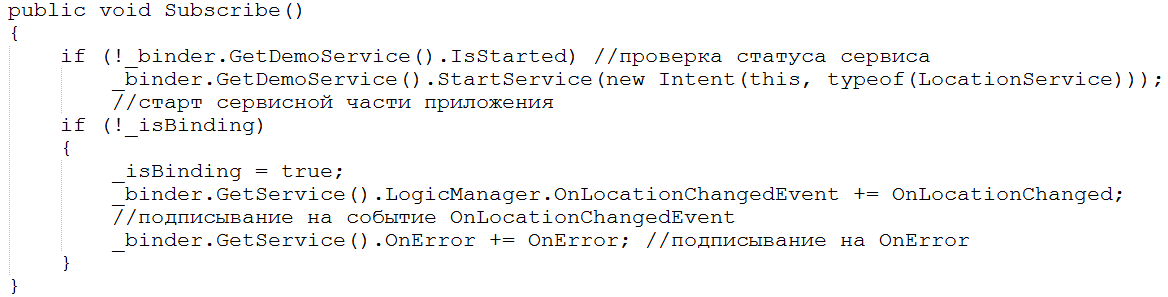 public void Subscribe()
{
if (!_binder.GetDemoService().IsStarted) //проверка статуса сервиса
_binder.GetDemoService().StartService(new Intent(this, typeof(LocationService)));
//старт сервисной части приложения
if (!_isBinding)
{
_isBinding = true;
_binder.GetService().LogicManager.OnLocationChangedEvent += OnLocationChanged;
//подписывание на событие OnLocationChangedEvent
_binder.GetService().OnError += OnError; //подписывание на OnError
}
}